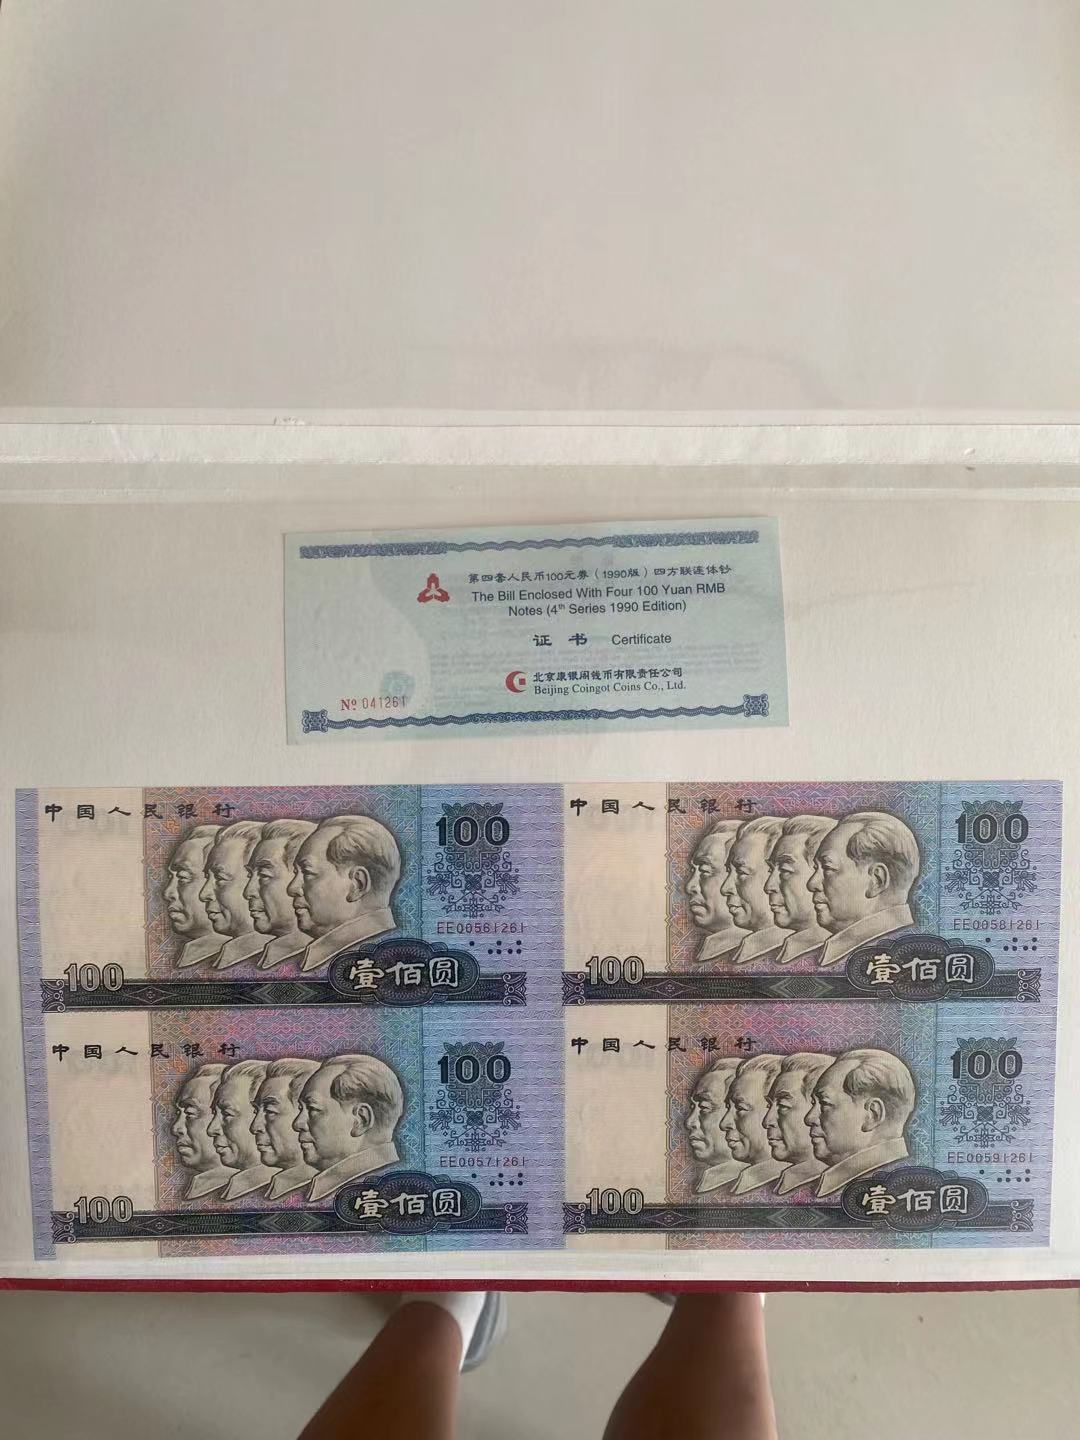 第四套人民币100元券（1990版）四方联连体钞
The Bill Enclosed With Four 100 Yuan RMB
Notes (4th Series 1990 Edition)
证书 Certificate
北京康银阁钱币有限责任公司
Beijing Coingot Coins Co., Ltd.
№ 041261
中国人民银行
100
EE00561261
100
壹佰圆
中国人民银行
100
EE00581261
100
壹佰圆
中国人民银行
100
EE00571261
100
壹佰圆
中国人民银行
100
EE00591261
100
壹佰圆